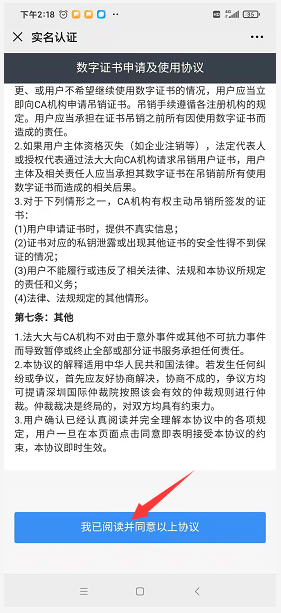 下午2:18
4G
35
× 实名认证 ···
数字证书申请及使用协议
更、或用户不希望继续使用数字证书的情况，用户应当立
即向CA机构申请吊销证书。吊销手续遵循各注册机构的规
定。用户应当承担在证书吊销之前所有因使用数字证书而
造成的责任。
2.如果用户主体资格灭失（如企业注销等），法定代表人
或授权代表通过法大大向CA机构请求吊销用户证书，用户
主体及相关责任人应当承其数字证书在吊销前所有使用
数字证书而造成的相关后果。
3.对于下列情形之一，CA机构有权主动吊销所签发的证
书：
(1)用户申请证书时，提供不真实信息；
(2)证书对应的私钥泄露或出现其他证书的安全性得不到保
证的情况；
(3)用户不能履行或违反了相关法律、法规和本协议所规定
的责任和义务；
(4)法律、法规规定的其他情形。
第七条：其他
1.法大大与CA机构不对由于意外事件或其他不可抗力事件
而导致暂停或终止全部或部分证书服务承担任何责任。
2.本协议的解释适用中华人民共和国法律。若发生任何纠
纷或争议，首先应友好协商解决，协商不成的，争议方均
可提请深圳国际仲裁院按照该会有效的仲裁规则进行仲
裁。仲裁裁决是终局的，对双方均具有约束力。
3.用户确认已经认真阅读并完全理解本协议中的各项规
定，用户一旦在本页面点击同意即表明接受本协议的约
束，本协议即时生效。
我已阅读并同意以上协议